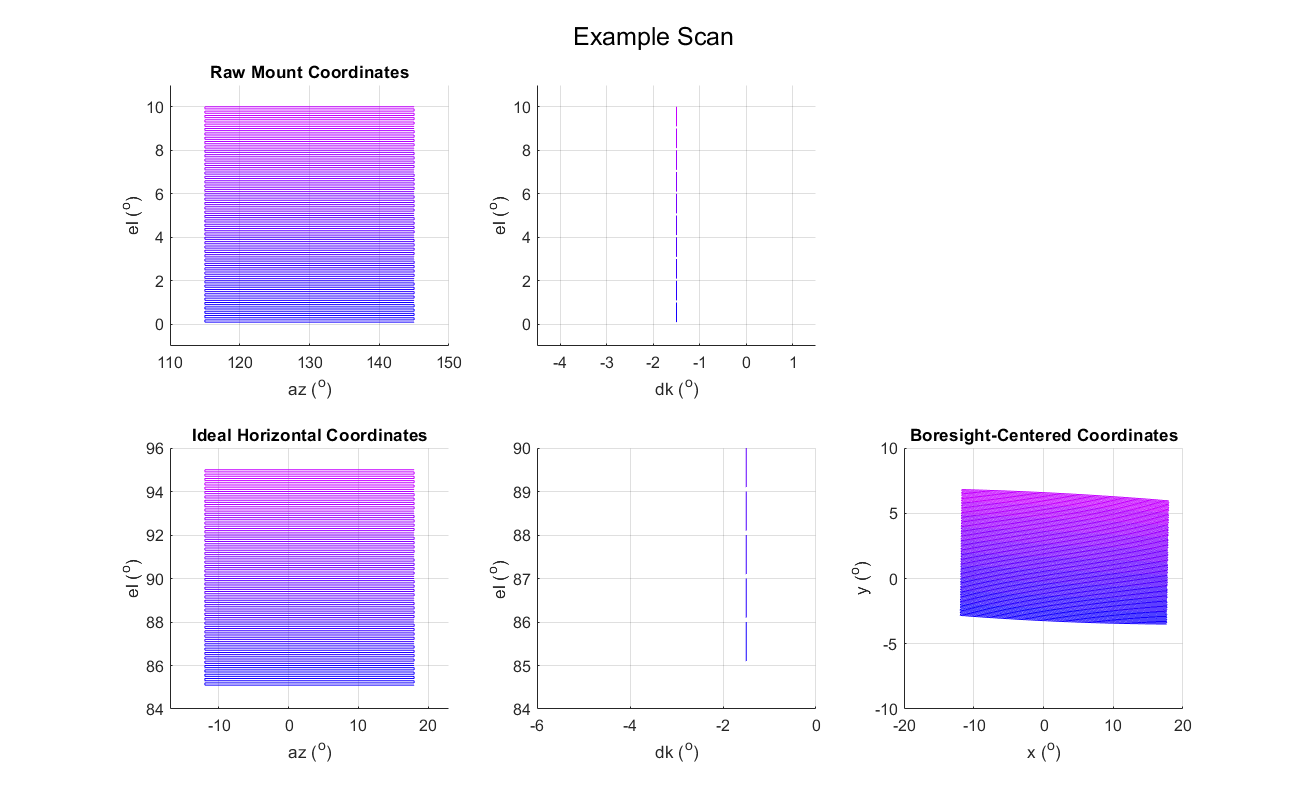 Example Scan
Raw Mount Coordinates
10
8
6
4
2
0
el (°)
110 120 130 140 150
az (°)
10
8
6
4
2
0
el (°)
-4 -3 -2 -1 0 1
dk (°)
Ideal Horizontal Coordinates
96
94
92
90
88
86
84
el (°)
-10 0 10 20
az (°)
90
89
88
87
86
85
84
el (°)
-6 -4 -2 0
dk (°)
Boresight-Centered Coordinates
10
5
0
-5
-10
y (°)
-20 -10 0 10 20
x (°)